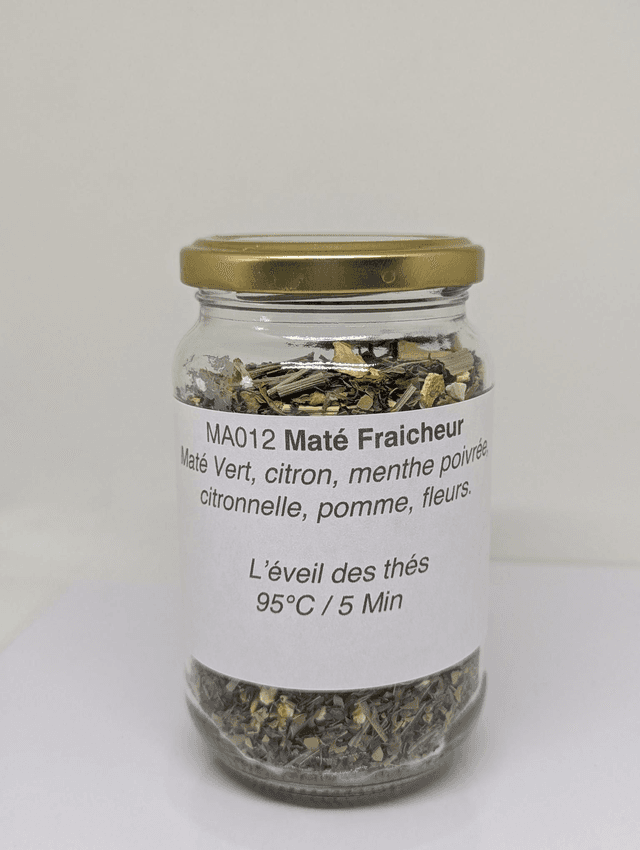 MA012 Maté Fraicheur
Maté Vert, citron, menthe poivrée,
citronnelle, pomme, fleurs.
L'éveil des thés
95°C / 5 Min